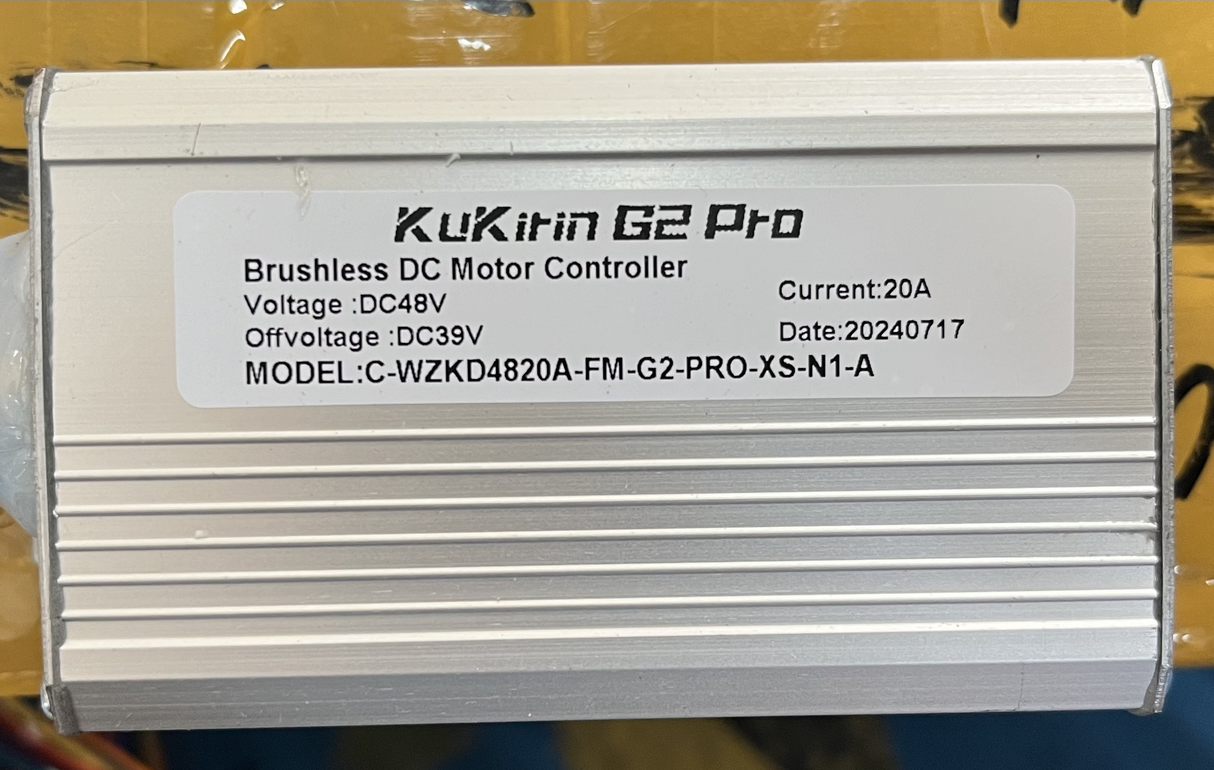 KuKirin G2 Pro
Brushless DC Motor Controller
Voltage :DC48V
Current:20A
Offvoltage :DC39V
Date:20240717
MODEL:C-WZKD4820A-FM-G2-PRO-XS-N1-A